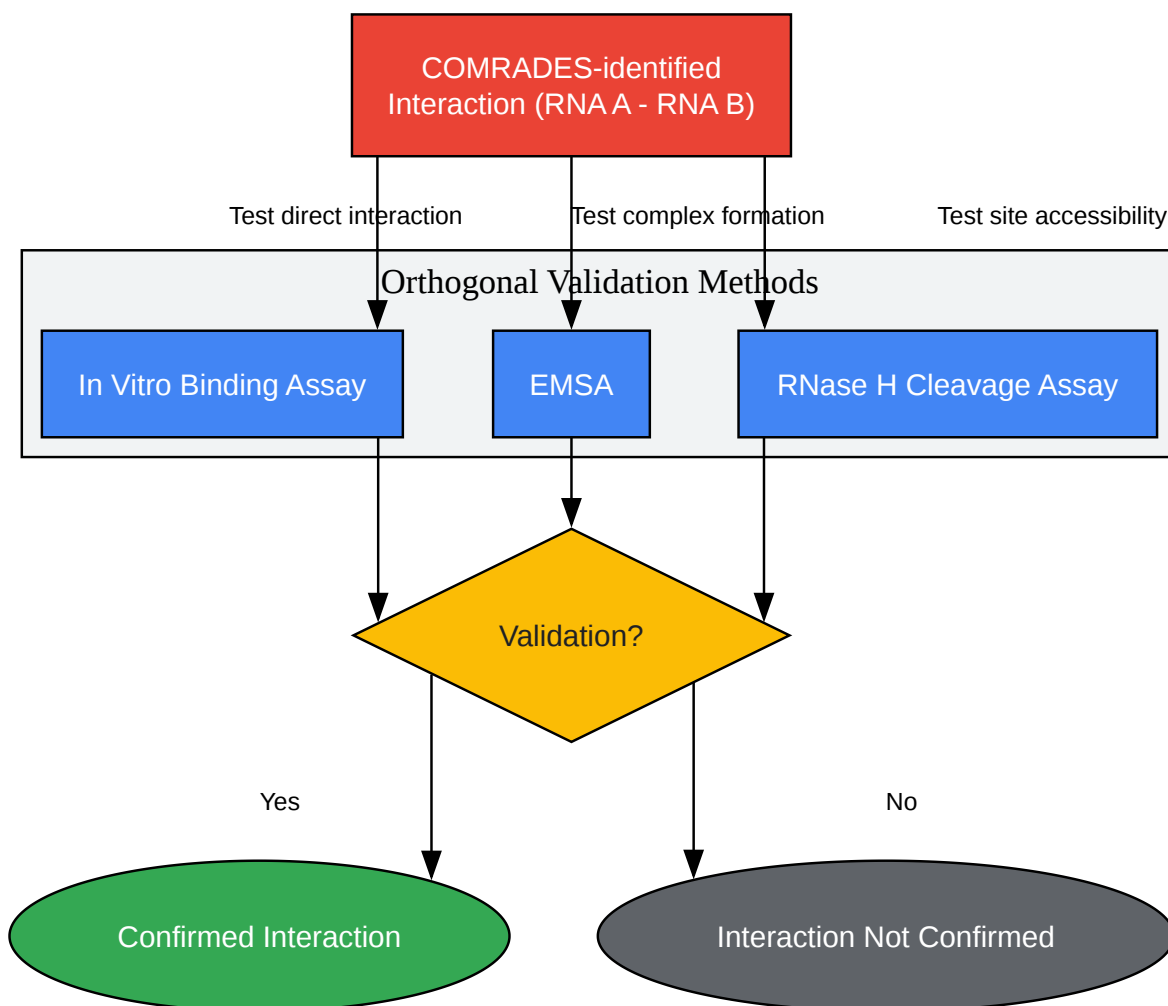 COMRADES-identified
Interaction (RNA A - RNA B)
Test direct interaction
Test complex formation
Test site accessibility
Orthogonal Validation Methods
In Vitro Binding Assay
EMSA
RNase H Cleavage Assay
Validation?
Yes
No
Confirmed Interaction
Interaction Not Confirmed